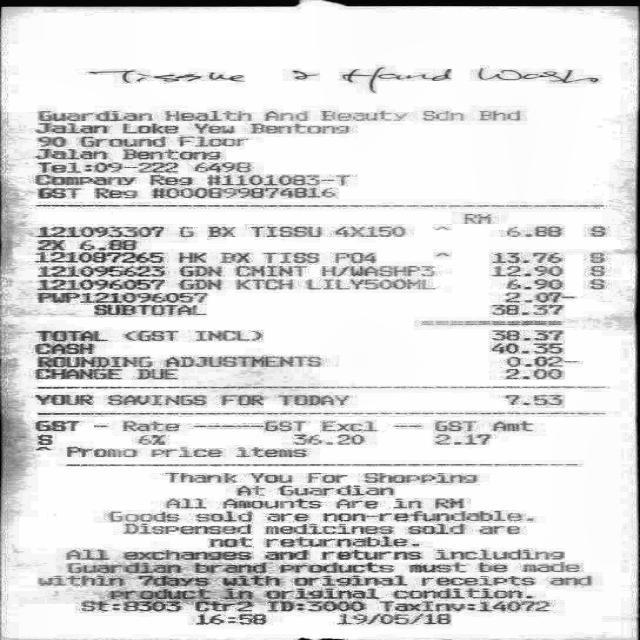 Tissue & Hand Wash
Guardian Health And Beauty Sdn Bhd
Jalan Loke Yew Bentong
90 Ground Floor
Jalan Bentong
Tel:09-222 6498
Company Reg #1101083-T
GST Reg #000899874816
RM
121093307 G BX TISSU 4X150 ^ 6.88 S
2X 6.88
121087265 HK BX TISS PO4 ^ 13.76 S
121095623 GDN CMINT H/WASHP3 12.90 S
121096057 GDN KTCH LILY500ML 6.90 S
PWP121096057 2.07-
SUBTOTAL 38.37
TOTAL (GST INCL) 38.37
CASH 40.35
ROUNDING ADJUSTMENTS 0.02-
CHANGE DUE 2.00
YOUR SAVINGS FOR TODAY 7.53
GST - Rate ------GST Excl -- GST Amt
S 6% 36.20 2.17
^ Promo price items
Thank You For Shopping
At Guardian
All Amounts Are in RM
Goods sold are non-refundable.
Dispensed medicines sold are
not returnable.
All exchanges and returns including
Guardian brand products must be made
within 7days with original receipts and
product in original condition.
St:8303 Ctr2 ID:3000 TaxInv:14072
16:58 19/05/18